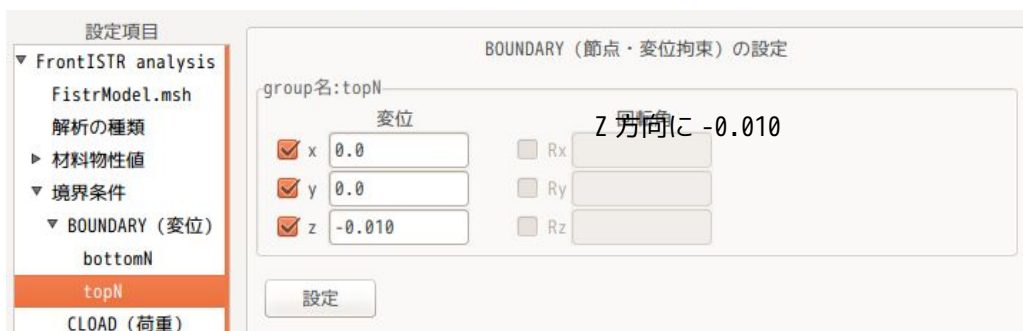 設定項目
▼ FrontISTR analysis
FistrModel.msh
解析の種類
▶ 材料物性値
▼ 境界条件
▼ BOUNDARY (変位)
bottomN
topN
CLOAD (荷重)
BOUNDARY (節点・変位拘束) の設定
group名:topN
変位
回転角
Z 方向に -0.010
x 0.0
Rx
y 0.0
Ry
z -0.010
Rz
設定